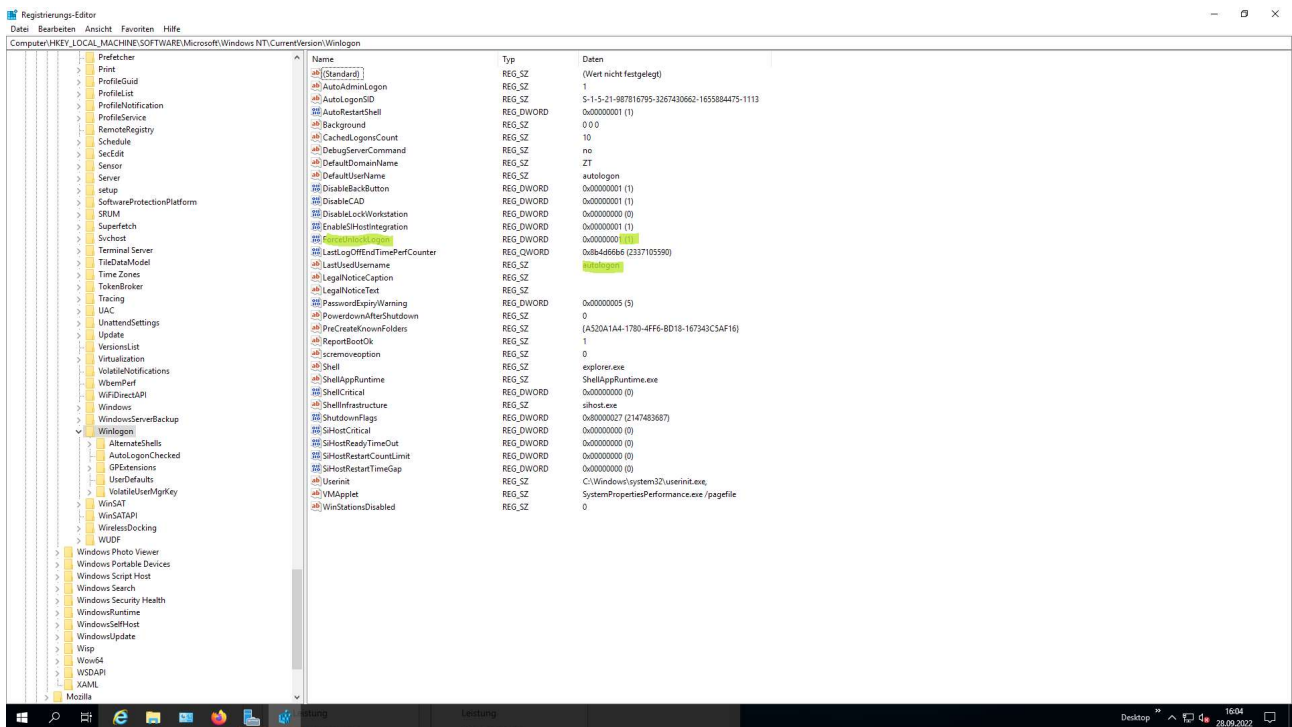 Registrierungs-Editor
Datei Bearbeiten Ansicht Favoriten Hilfe
Computer\HKEY_LOCAL_MACHINE\SOFTWARE\Microsoft\Windows NT\CurrentVersion\Winlogon
Prefetcher
Print
ProfileGuid
ProfileList
ProfileNotification
ProfileService
RemoteRegistry
Schedule
SecEdit
Sensor
Server
setup
SoftwareProtectionPlatform
SRUM
Superfetch
Svchost
Terminal Server
TileDataModel
Time Zones
TokenBroker
Tracing
UAC
UnattendSettings
Update
VersionsList
Virtualization
VolatileNotifications
WbemPerf
WiFiDirectAPI
Windows
WindowsServerBackup
Winlogon
AlternateShells
AutoLogonChecked
GPExtensions
UserDefaults
VolatileUserMgrKey
WinSAT
WinSATAPI
WirelessDocking
WUDF
Windows Photo Viewer
Windows Portable Devices
Windows Script Host
Windows Search
Windows Security Health
WindowsRuntime
WindowsSelfHost
WindowsUpdate
Wisp
Wow64
WSDAPI
XAML
Mozilla
Name Typ Daten
(Standard) REG_SZ (Wert nicht festgelegt)
AutoAdminLogon REG_SZ 1
AutoLogonSID REG_SZ S-1-5-21-987816795-3267430662-1655884475-1113
AutoRestartShell REG_DWORD 0x00000001 (1)
Background REG_SZ 0 0 0
CachedLogonsCount REG_SZ 10
DebugServerCommand REG_SZ no
DefaultDomainName REG_SZ ZT
DefaultUserName REG_SZ autologon
DisableBackButton REG_DWORD 0x00000001 (1)
DisableCAD REG_DWORD 0x00000001 (1)
DisableLockWorkstation REG_DWORD 0x00000000 (0)
EnableSIHostIntegration REG_DWORD 0x00000001 (1)
ForceUnlockLogon REG_DWORD 0x00000001 (1)
LastLogOffEndTimePerfCounter REG_QWORD 0x8b4d66b6 (2337105590)
LastUsedUsername REG_SZ autologon
LegalNoticeCaption REG_SZ
LegalNoticeText REG_SZ
PasswordExpiryWarning REG_DWORD 0x00000005 (5)
PowerdownAfterShutdown REG_SZ 0
PreCreateKnownFolders REG_SZ {A520A1A4-1780-4FF6-BD18-167343C5AF16}
ReportBootOk REG_SZ 1
scremoveoption REG_SZ 0
Shell REG_SZ explorer.exe
ShellAppRuntime REG_SZ ShellAppRuntime.exe
ShellCritical REG_DWORD 0x00000000 (0)
ShellInfrastructure REG_SZ sihost.exe
ShutdownFlags REG_DWORD 0x80000027 (2147483687)
SiHostCritical REG_DWORD 0x00000000 (0)
SiHostReadyTimeOut REG_DWORD 0x00000000 (0)
SiHostRestartCountLimit REG_DWORD 0x00000000 (0)
SiHostRestartTimeGap REG_DWORD 0x00000000 (0)
Userinit REG_SZ C:\Windows\system32\userinit.exe,
VMApplet REG_SZ SystemPropertiesPerformance.exe /pagefile
WinStationsDisabled REG_SZ 0
Leistung
Desktop
16:04
28.09.2022